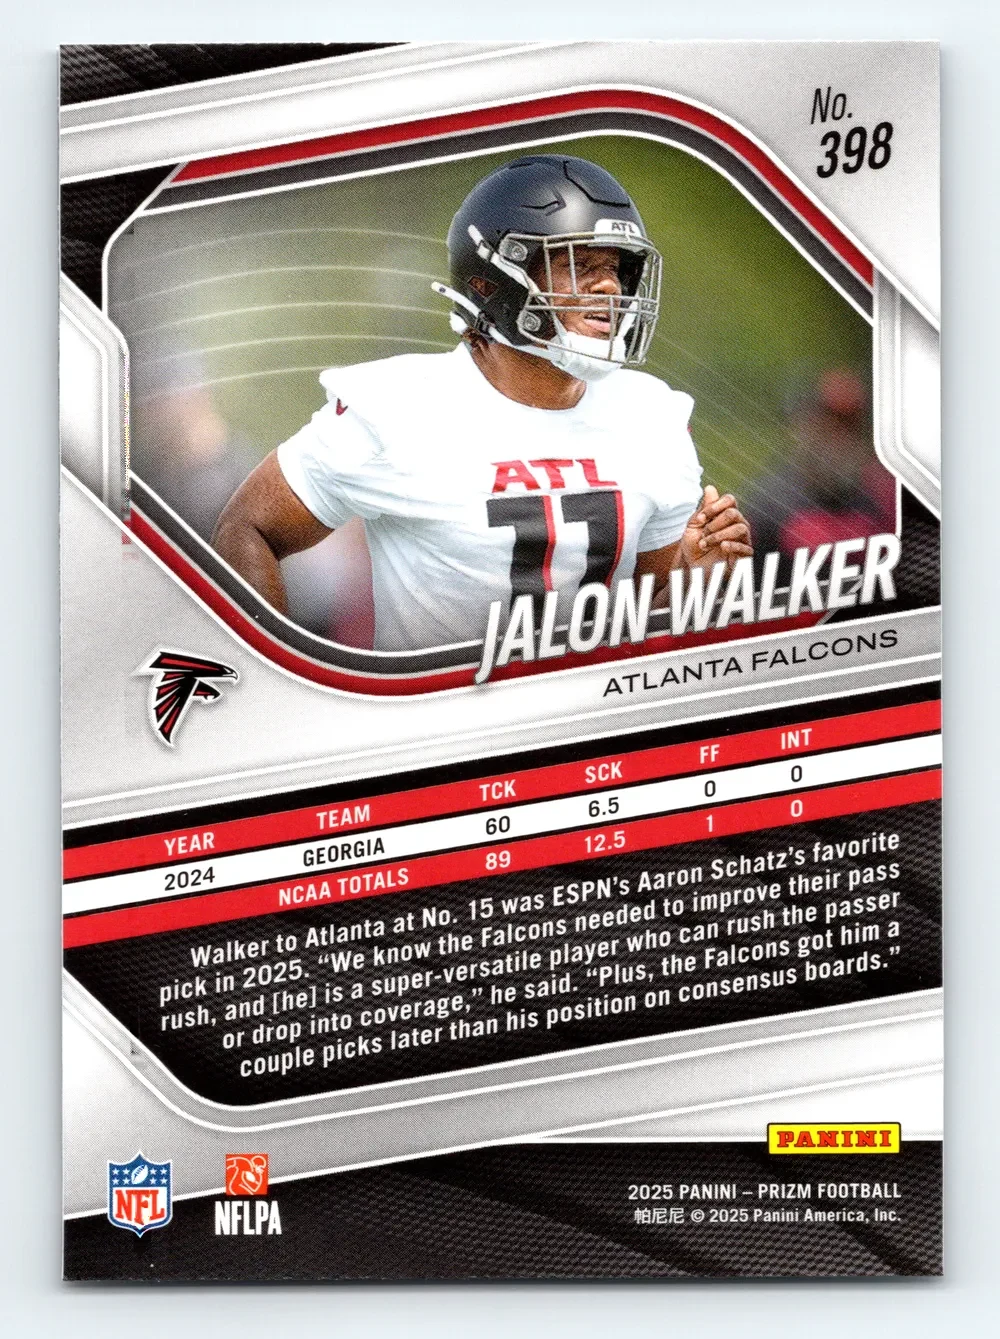 No.
398
ATL
ATL
11
JALON WALKER
ATLANTA FALCONS
YEAR TEAM TCK SCK FF INT
2024 GEORGIA 60 6.5 0 0
NCAA TOTALS 89 12.5 1 0
Walker to Atlanta at No. 15 was ESPN's Aaron Schatz's favorite
pick in 2025. “We know the Falcons needed to improve their pass
rush, and [he] is a super-versatile player who can rush the passer
or drop into coverage,” he said. “Plus, the Falcons got him a
couple picks later than his position on consensus boards.”
PANINI
NFL
NFLPA
2025 PANINI – PRIZM FOOTBALL
帕尼尼 © 2025 Panini America, Inc.